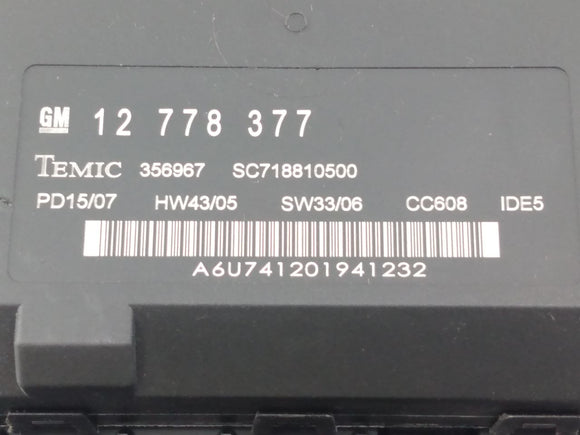 GM 12 778 377
TEMIC 356967 SC718810500
PD15/07 HW43/05 SW33/06 CC608 IDE5
A6U741201941232